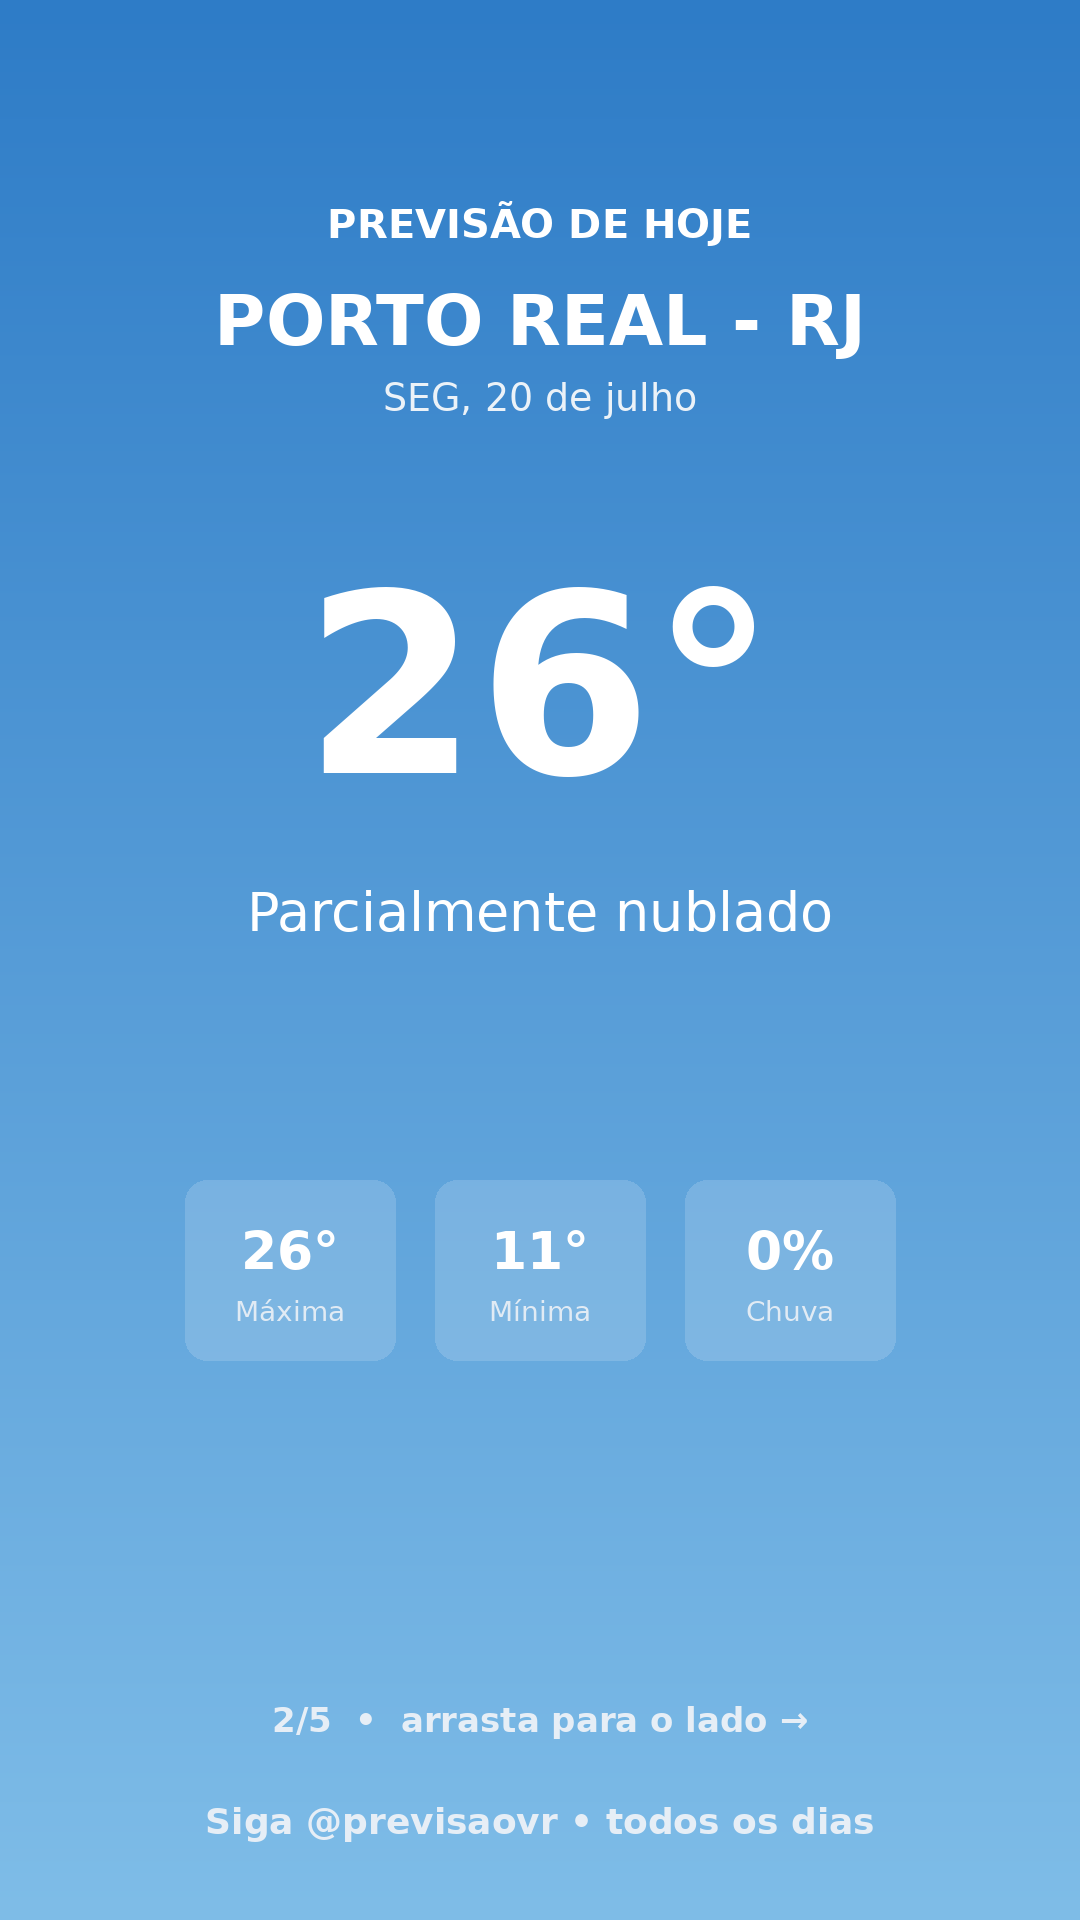 PREVISÃO DE HOJE
PORTO REAL - RJ
SEG, 20 de julho
26°
Parcialmente nublado
26° 11° 0%
Máxima Mínima Chuva
2/5 • arrasta para o lado →
Siga @previsaovr • todos os dias